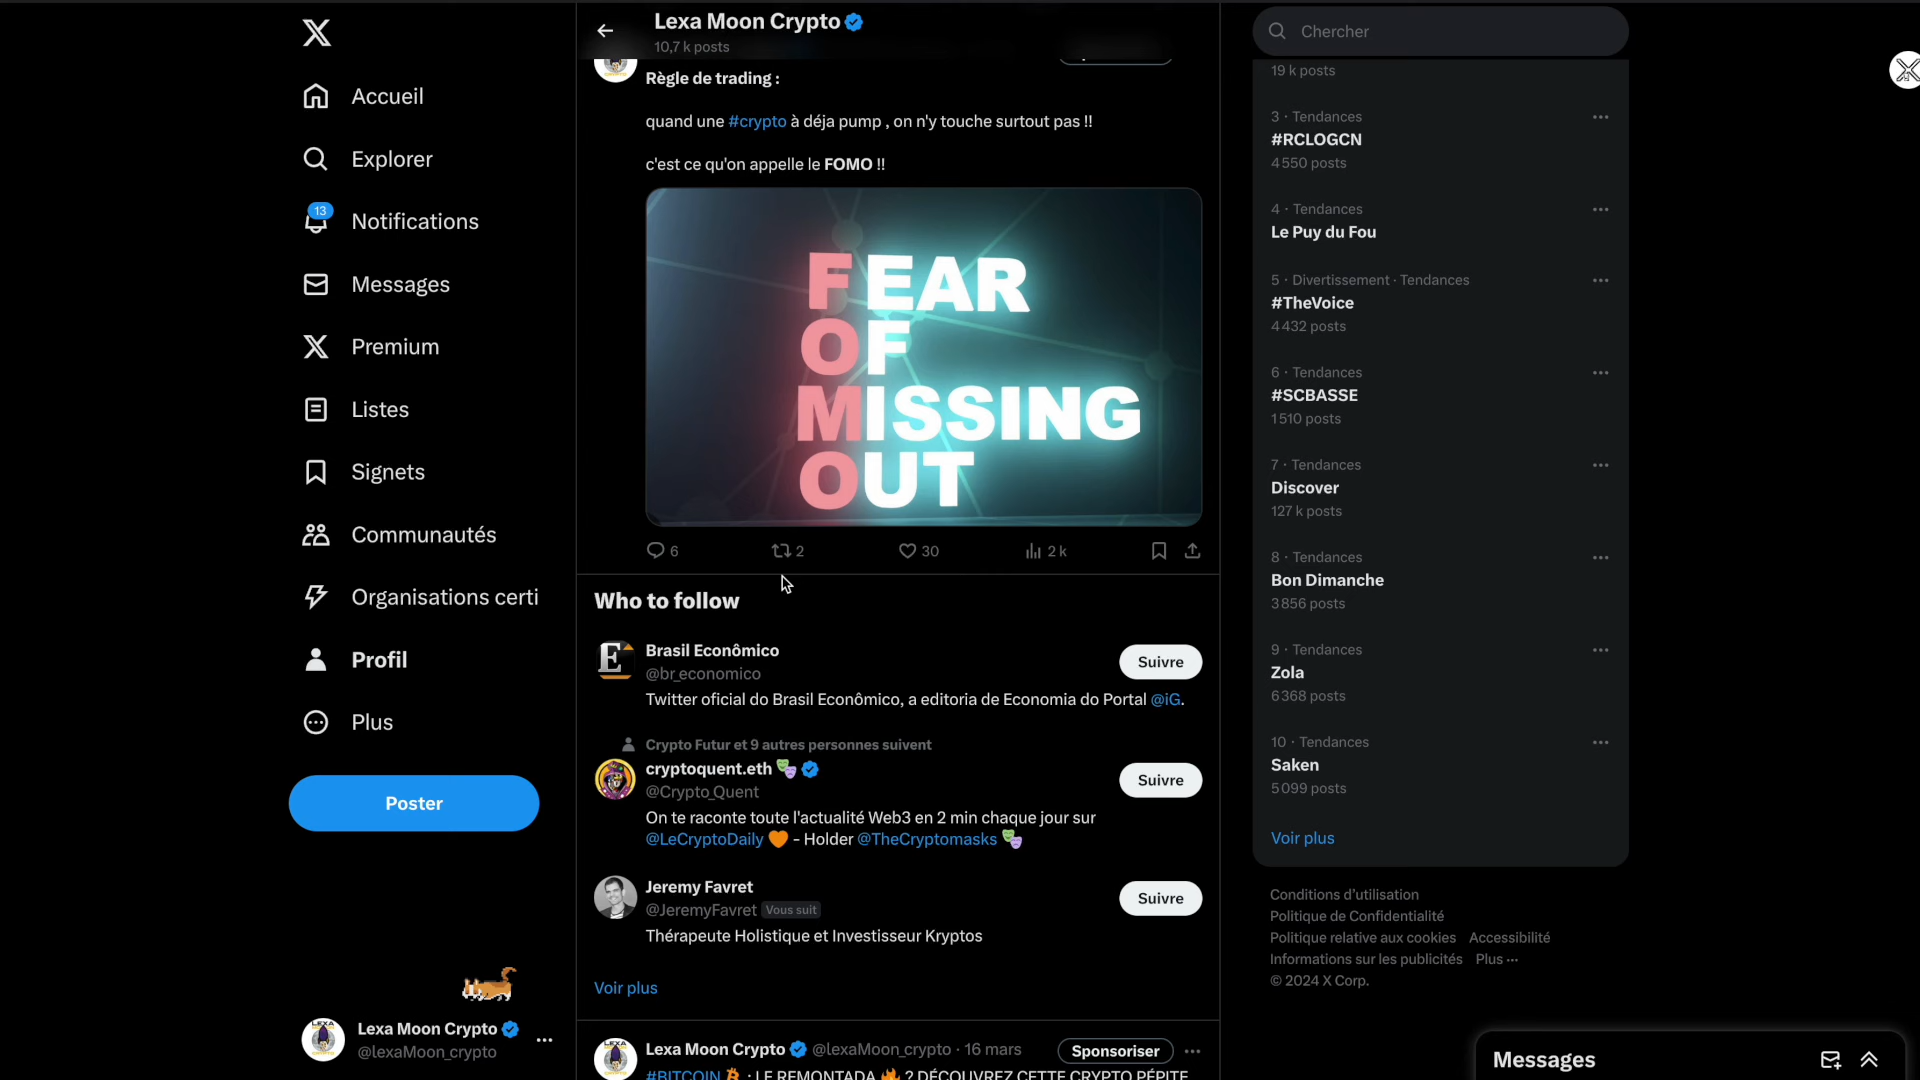 Lexa Moon Crypto
10,7 k posts
Accueil
Explorer
13
Notifications
Messages
Premium
Listes
Signets
Communautés
Organisations certi
Profil
Plus
Poster
Lexa Moon Crypto
@lexaMoon_crypto
Règle de trading :
quand une #crypto à déja pump , on n'y touche surtout pas !!
c'est ce qu'on appelle le FOMO !!
FEAR
OF
MISSING
OUT
6
2
30
2 k
Who to follow
Brasil Econômico
@br_economico
Suivre
Twitter oficial do Brasil Econômico, a editoria de Economia do Portal @iG.
Crypto Futur et 9 autres personnes suivent
cryptoquent.eth
@Crypto_Quent
Suivre
On te raconte toute l'actualité Web3 en 2 min chaque jour sur
@LeCryptoDaily 🧡 - Holder @TheCryptomasks 🎭
Jeremy Favret
@JeremyFavret Vous suit
Suivre
Thérapeute Holistique et Investisseur Kryptos
Voir plus
Lexa Moon Crypto @lexaMoon_crypto · 16 mars
Sponsoriser
#BITCOIN : LE REMONTADA 🔥 ? DÉCOUVREZ CETTE CRYPTO PÉPITE
Chercher
19 k posts
3 · Tendances
#RCLOGCN
4 550 posts
4 · Tendances
Le Puy du Fou
5 · Divertissement · Tendances
#TheVoice
4 432 posts
6 · Tendances
#SCBASSE
1 510 posts
7 · Tendances
Discover
127 k posts
8 · Tendances
Bon Dimanche
3 856 posts
9 · Tendances
Zola
6 368 posts
10 · Tendances
Saken
5 099 posts
Voir plus
Conditions d’utilisation
Politique de Confidentialité
Politique relative aux cookies Accessibilité
Informations sur les publicités Plus ···
© 2024 X Corp.
Messages